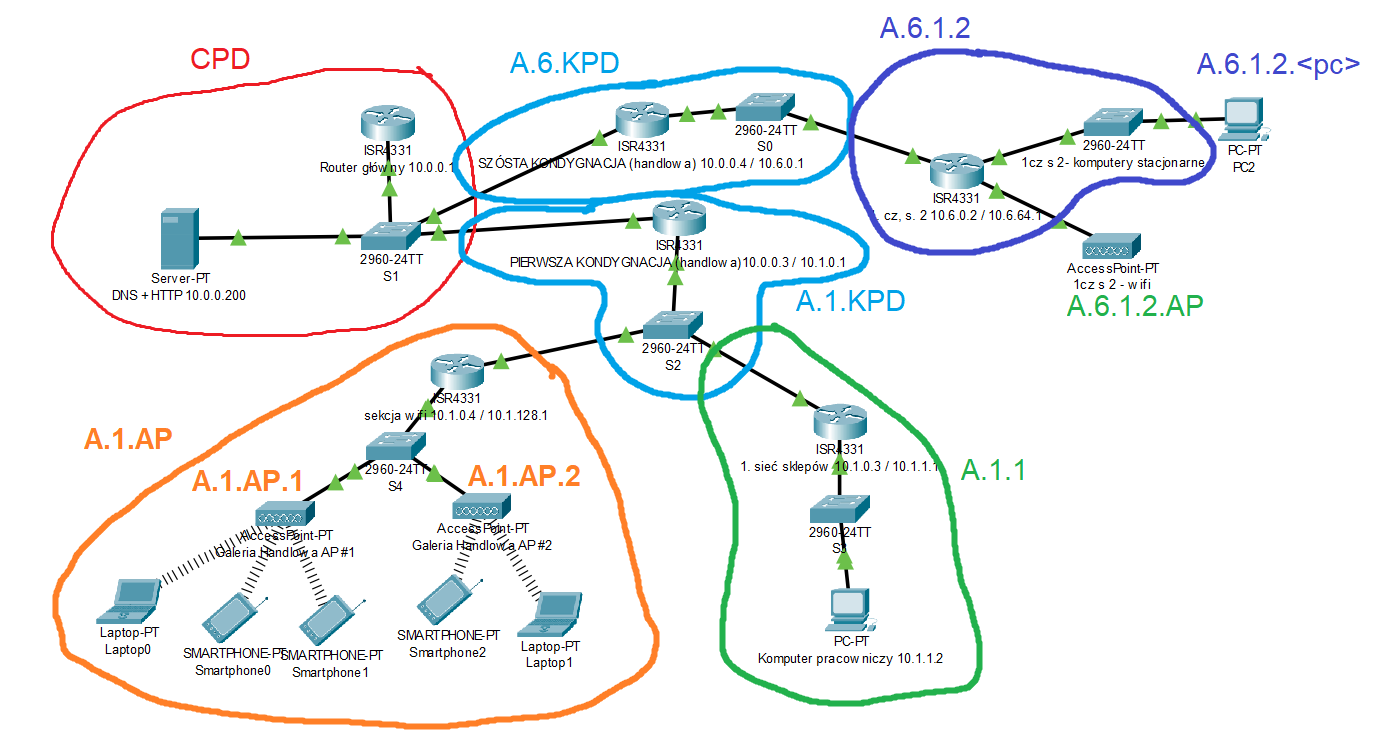 CPD
ISR4331
Router główny 10.0.0.1
Server-PT
DNS + HTTP 10.0.0.200
2960-24TT
S1
A.6.KPD
ISR4331
2960-24TT
S0
SZÓSTA KONDYGNACJA (handlowa) 10.0.0.4 / 10.6.0.1
A.6.1.2
A.6.1.2.<pc>
2960-24TT
1cz s 2- komputery stacjonarne
PC-PT
PC2
ISR4331
cz, s. 2 10.6.0.2 / 10.6.64.1
AccessPoint-PT
1cz s 2 - wifi
A.6.1.2.AP
ISR4331
PIERWSZA KONDYGNACJA (handlowa)10.0.0.3 / 10.1.0.1
A.1.KPD
2960-24TT
S2
ISR4331
sekcja wifi 10.1.0.4 / 10.1.128.1
A.1.AP
2960-24TT
S4
A.1.AP.1
A.1.AP.2
AccessPoint-PT
Galeria Handlowa AP #1
AccessPoint-PT
Galeria Handlowa AP #2
Laptop-PT
Laptop0
SMARTPHONE-PT
Smartphone0
SMARTPHONE-PT
Smartphone1
SMARTPHONE-PT
Smartphone2
Laptop-PT
Laptop1
ISR4331
1. sieć sklepów 10.1.0.3 / 10.1.1.1
A.1.1
2960-24TT
S3
PC-PT
Komputer pracowniczy 10.1.1.2